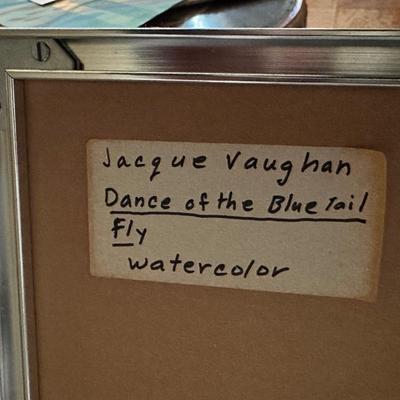 Jacque Vaughan
Dance of the Blue Tail
Fly
watercolor